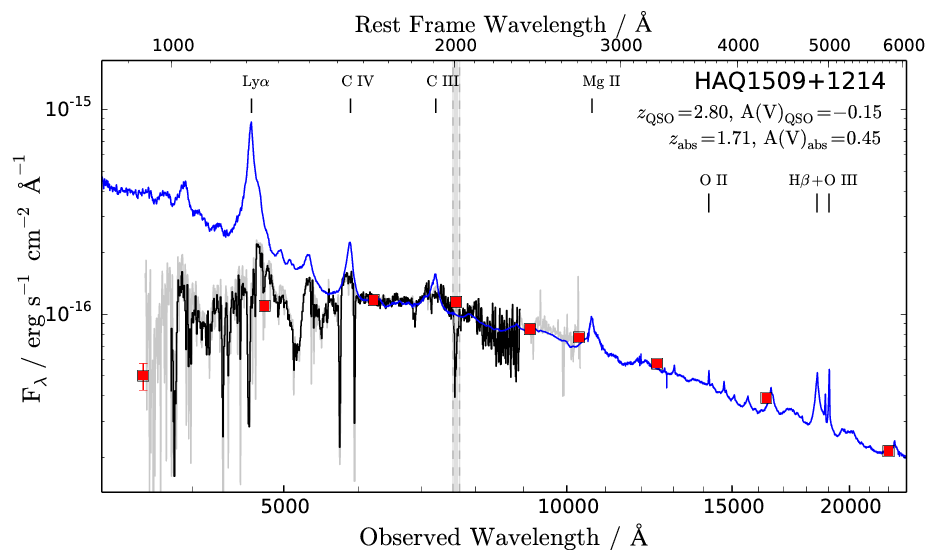 Rest Frame Wavelength / Å
1000 2000 3000 4000 5000 6000
Lyα C IV C III Mg II
HAQ1509+1214
z_QSO=2.80, A(V)_QSO=−0.15
z_abs=1.71, A(V)_abs=0.45
O II Hβ+O III
10^-15
10^-16
F_λ / erg s^−1 cm^−2 Å^−1
5000 10000 15000 20000
Observed Wavelength / Å